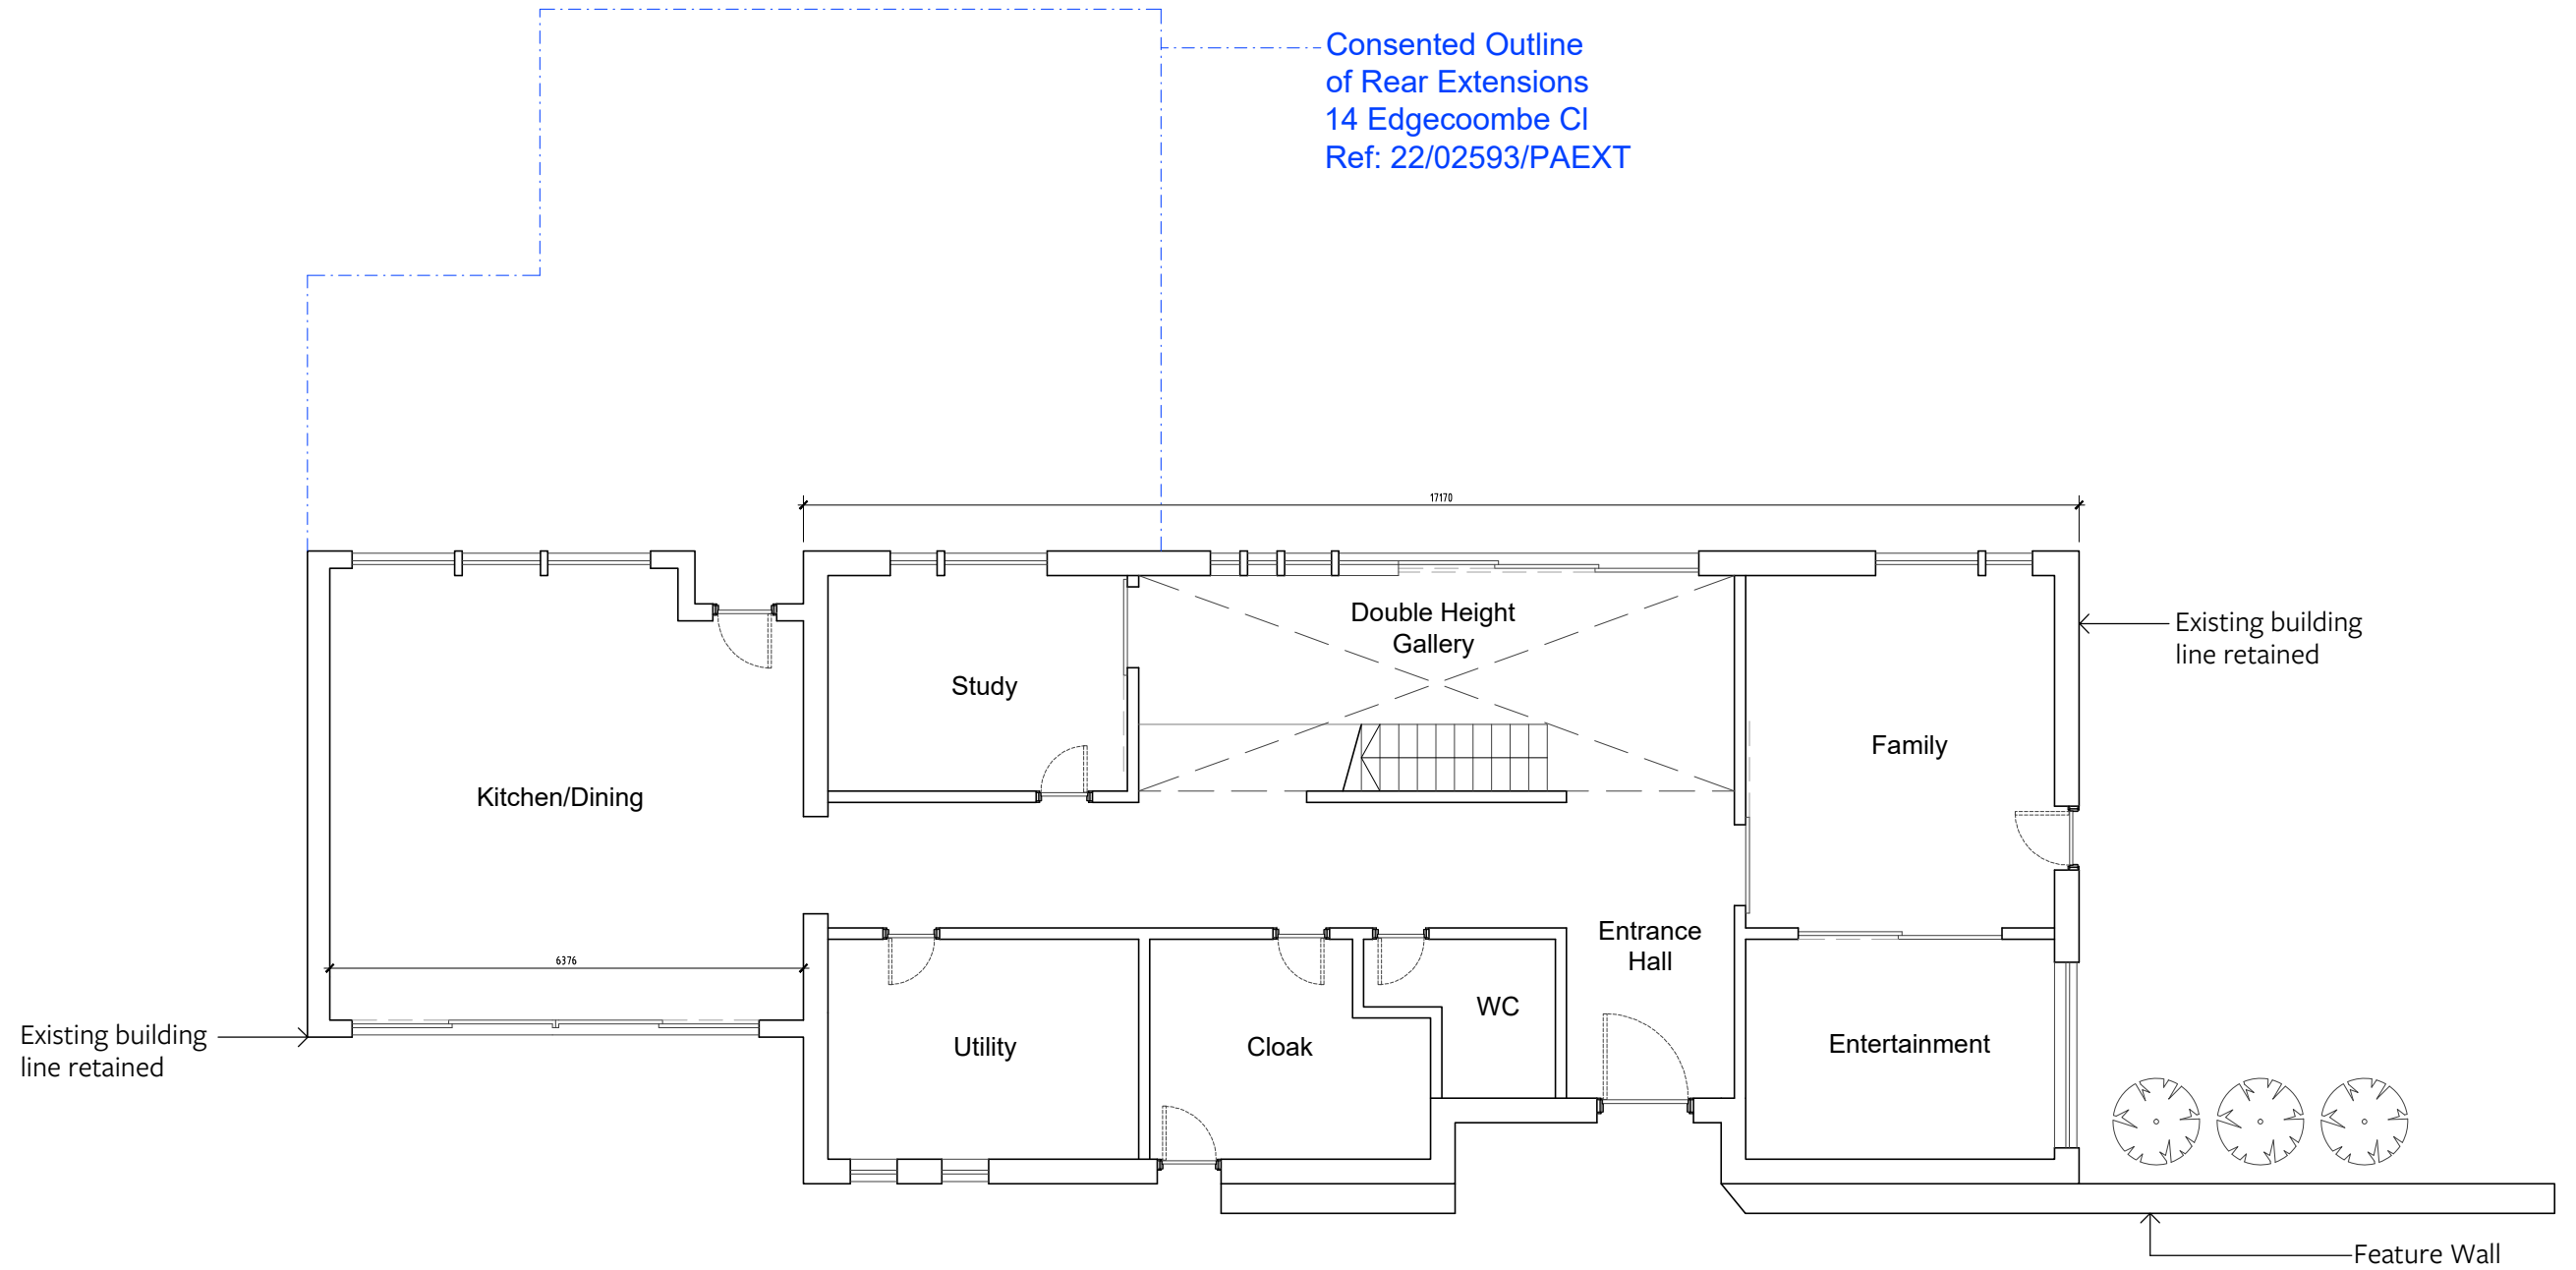 Consented Outline
of Rear Extensions
14 Edgecoombe Cl
Ref: 22/02593/PAEXT
17170
Double Height
Gallery
Existing building
line retained
Study
Family
Kitchen/Dining
Entrance
Hall
6376
WC
Existing building
line retained
Utility
Cloak
Entertainment
Feature Wall